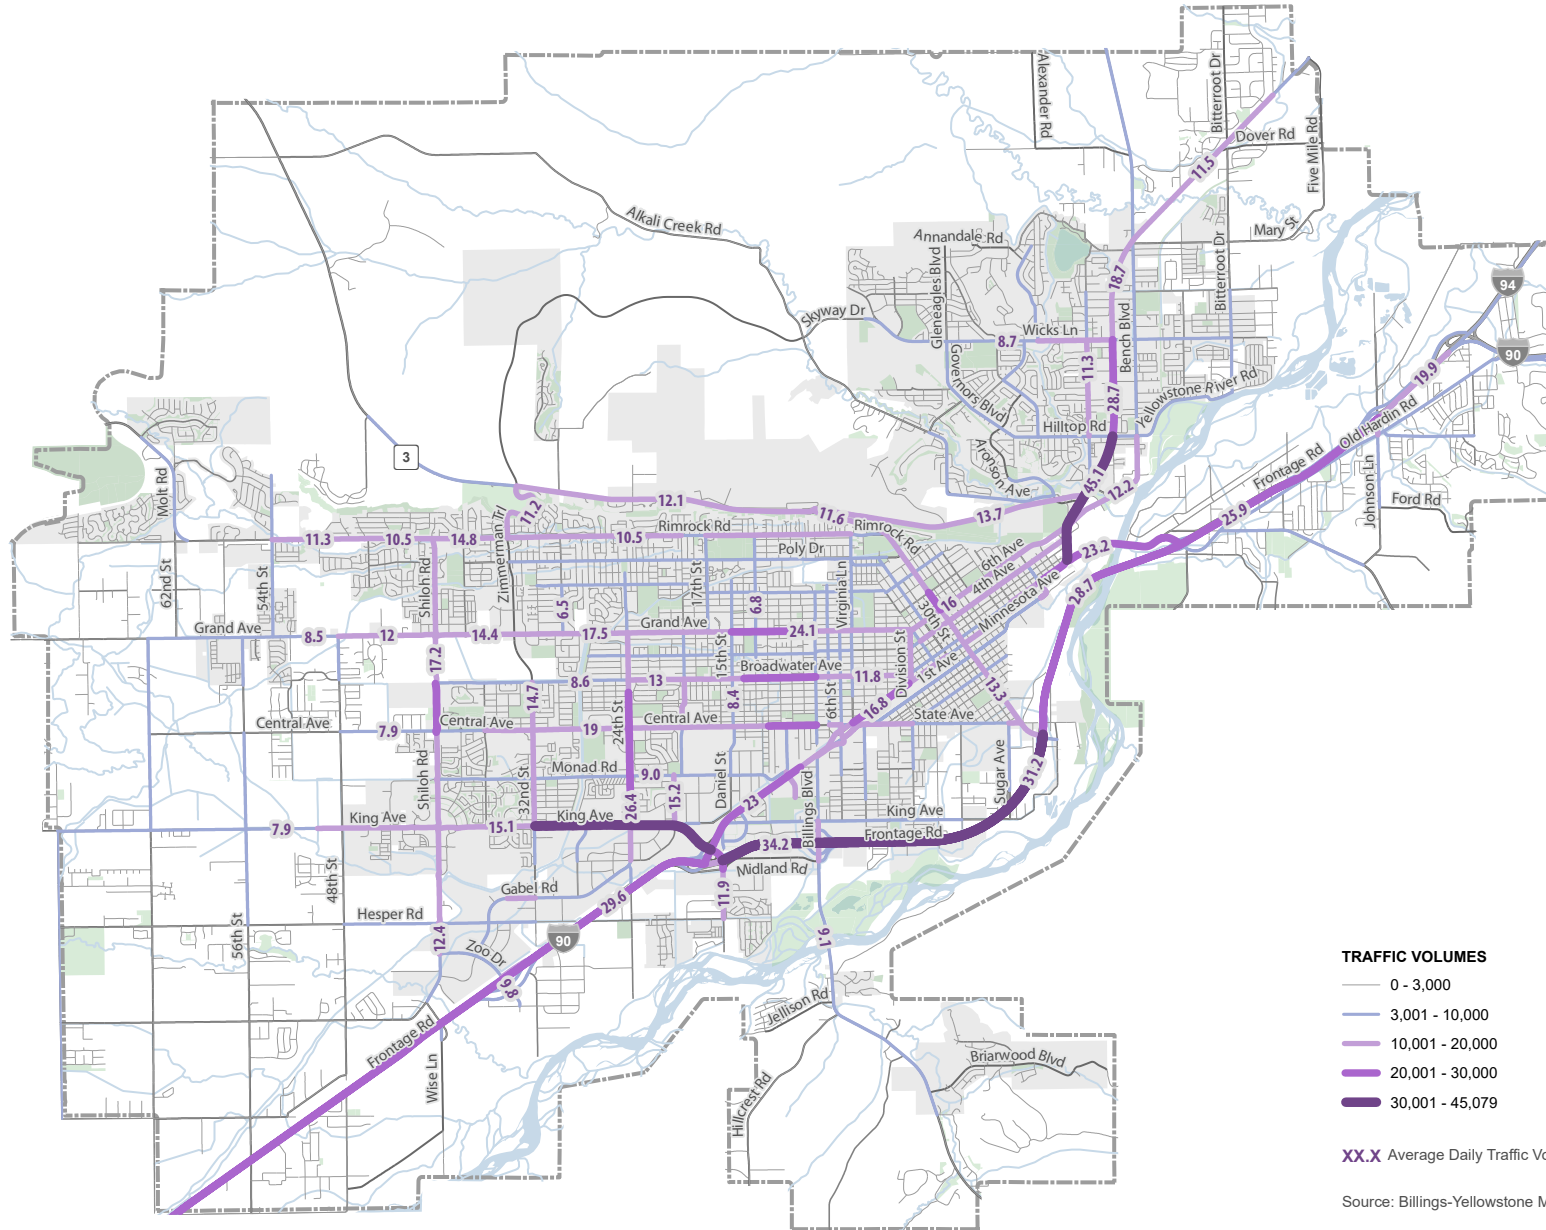 Alexander Rd
Bitterroot Dr
Dover Rd
Five Mile Rd
11.5
Alkali Creek Rd
Annandale Rd
Mary St
Gleneagles Blvd
18.7
Bitterroot Dr
94
Skyway Dr
Wicks Ln
8.7
Bench Blvd
90
11.3
19.9
Governors Blvd
28.7
Yellowstone River Rd
Hilltop Rd
Old Hardin Rd
3
Aronson Ave
45.1
12.2
Frontage Rd
Johnson Ln
Ford Rd
Molt Rd
11.2
12.1
11.6
13.7
25.9
Zimmerman Trl
Rimrock Rd
Rimrock Rd
11.3
10.5
14.8
10.5
Poly Dr
6th Ave
4th Ave
23.2
62nd St
54th St
Shiloh Rd
17th St
Virginia Ln
Minnesota Ave
28.7
6.5
6.8
30th St
16
Grand Ave
8.5
12
14.4
17.5
Grand Ave
24.1
Division St
1st Ave
17.2
15th St
Broadwater Ave
8.6
13
11.8
13.3
14.7
8.4
6th St
16.8
Central Ave
7.9
Central Ave
19
24th St
Central Ave
State Ave
Shiloh Rd
32nd St
Monad Rd
9.0
Daniel St
15.2
Billings Blvd
Sugar Ave
31.2
26.4
23
King Ave
King Ave
King Ave
7.9
15.1
34.2
Frontage Rd
48th St
Midland Rd
Gabel Rd
29.6
11.9
Hesper Rd
56th St
12.4
Zoo Dr
90
9.1
9.8
Frontage Rd
Wise Ln
Jellison Rd
Hillcrest Rd
Briarwood Blvd
TRAFFIC VOLUMES
0 - 3,000
3,001 - 10,000
10,001 - 20,000
20,001 - 30,000
30,001 - 45,079
XX.X Average Daily Traffic Vo
Source: Billings-Yellowstone M